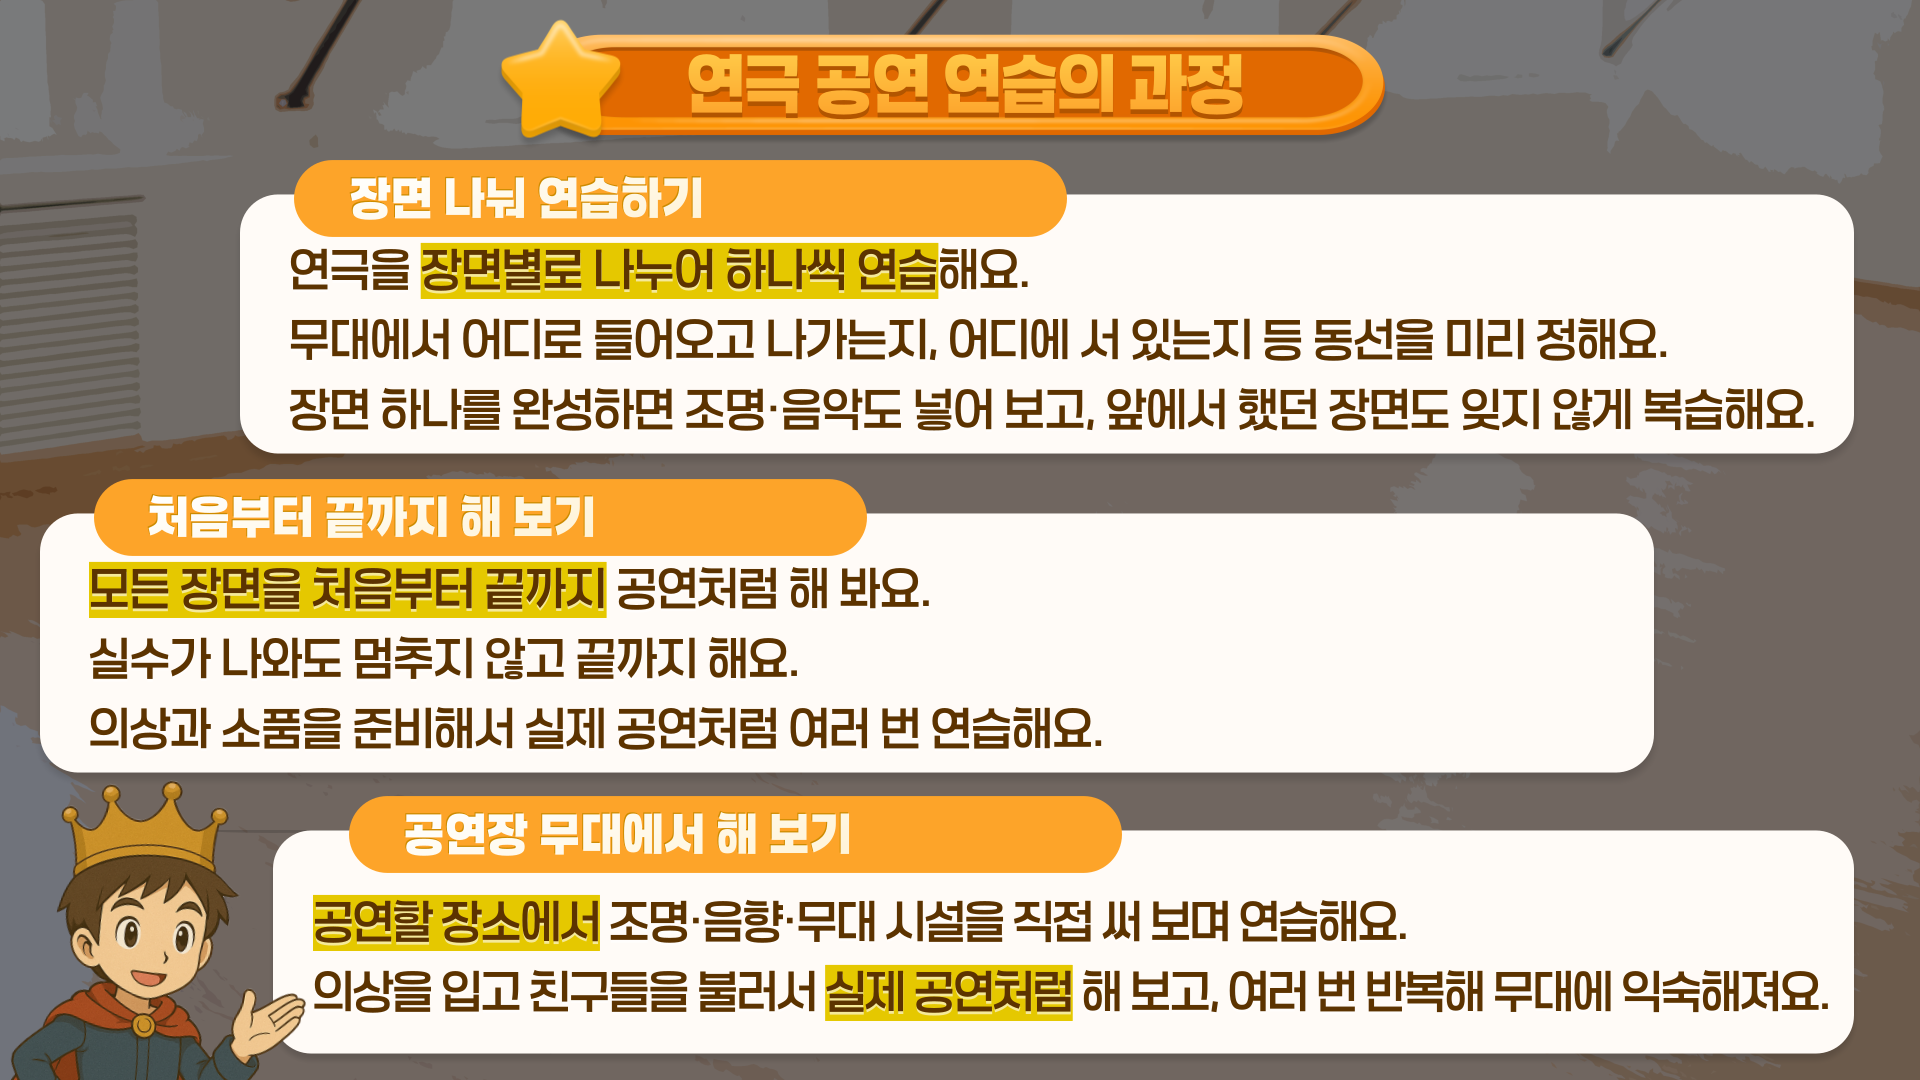 연극 공연 연습의 과정
장면 나눠 연습하기
연극을 장면별로 나누어 하나씩 연습해요.
무대에서 어디로 들어오고 나가는지, 어디에 서 있는지 등 동선을 미리 정해요.
장면 하나를 완성하면 조명·음악도 넣어 보고, 앞에서 했던 장면도 잊지 않게 복습해요.
처음부터 끝까지 해 보기
모든 장면을 처음부터 끝까지 공연처럼 해 봐요.
실수가 나와도 멈추지 않고 끝까지 해요.
의상과 소품을 준비해서 실제 공연처럼 여러 번 연습해요.
공연장 무대에서 해 보기
공연할 장소에서 조명·음향·무대 시설을 직접 써 보며 연습해요.
의상을 입고 친구들을 불러서 실제 공연처럼 해 보고, 여러 번 반복해 무대에 익숙해져요.